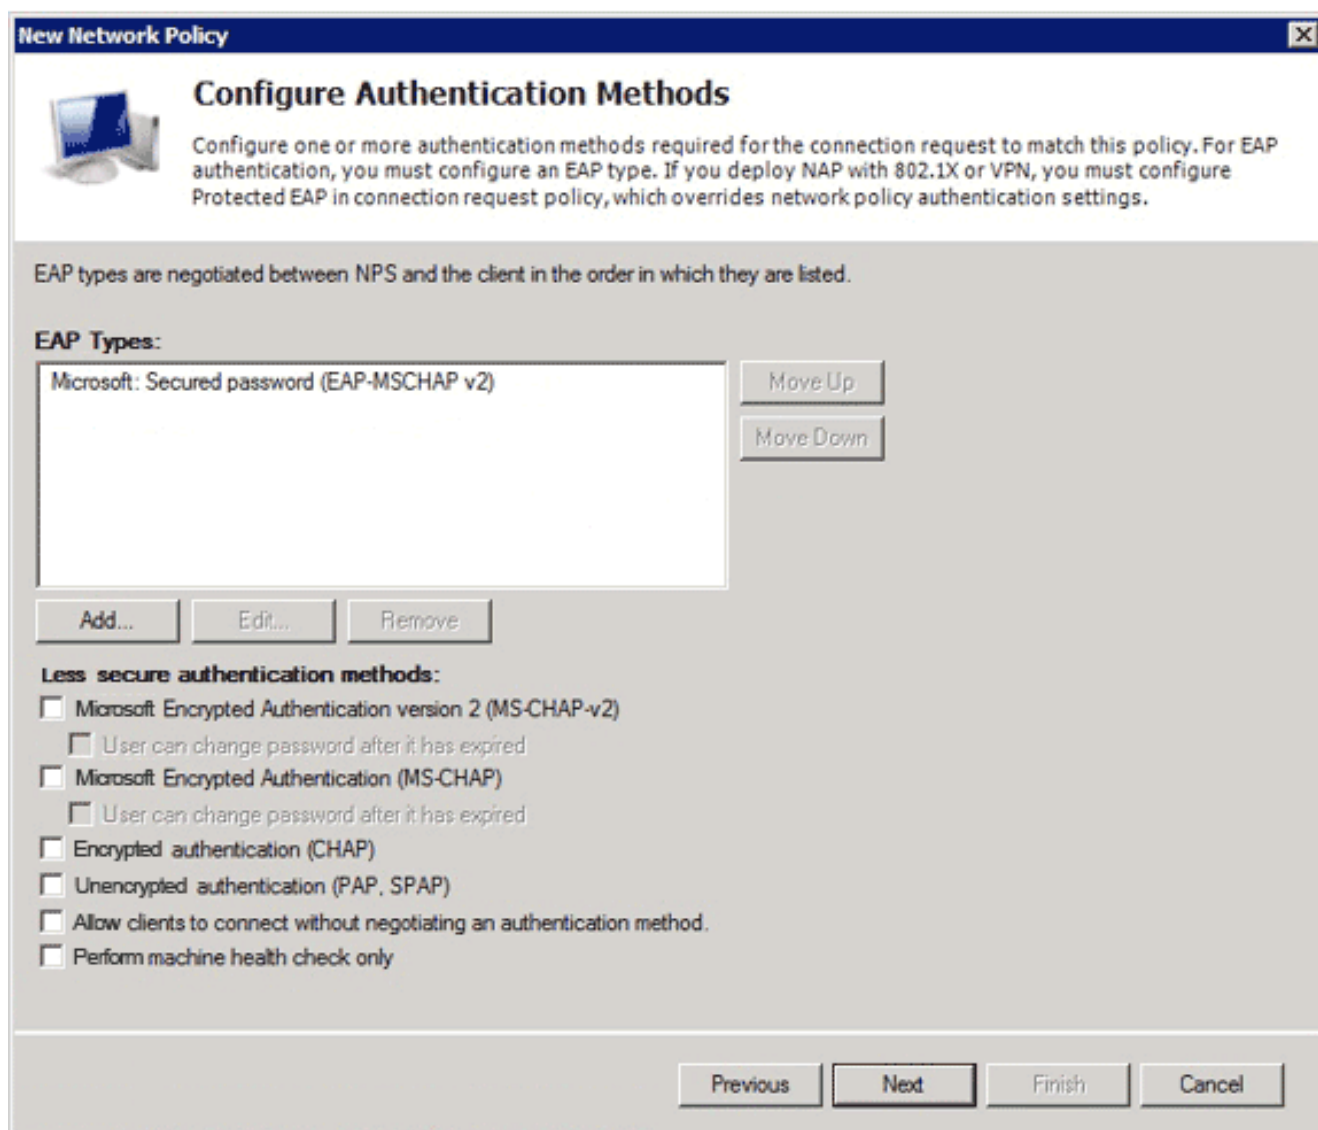 New Network Policy
Configure Authentication Methods
Configure one or more authentication methods required for the connection request to match this policy. For EAP
authentication, you must configure an EAP type. If you deploy NAP with 802.1X or VPN, you must configure
Protected EAP in connection request policy, which overrides network policy authentication settings.
EAP types are negotiated between NPS and the client in the order in which they are listed.
EAP Types:
Microsoft: Secured password (EAP-MSCHAP v2)
Move Up
Move Down
Add...
Edit...
Remove
Less secure authentication methods:
Microsoft Encrypted Authentication version 2 (MS-CHAP-v2)
User can change password after it has expired
Microsoft Encrypted Authentication (MS-CHAP)
User can change password after it has expired
Encrypted authentication (CHAP)
Unencrypted authentication (PAP, SPAP)
Allow clients to connect without negotiating an authentication method.
Perform machine health check only
Previous
Next
Finish
Cancel